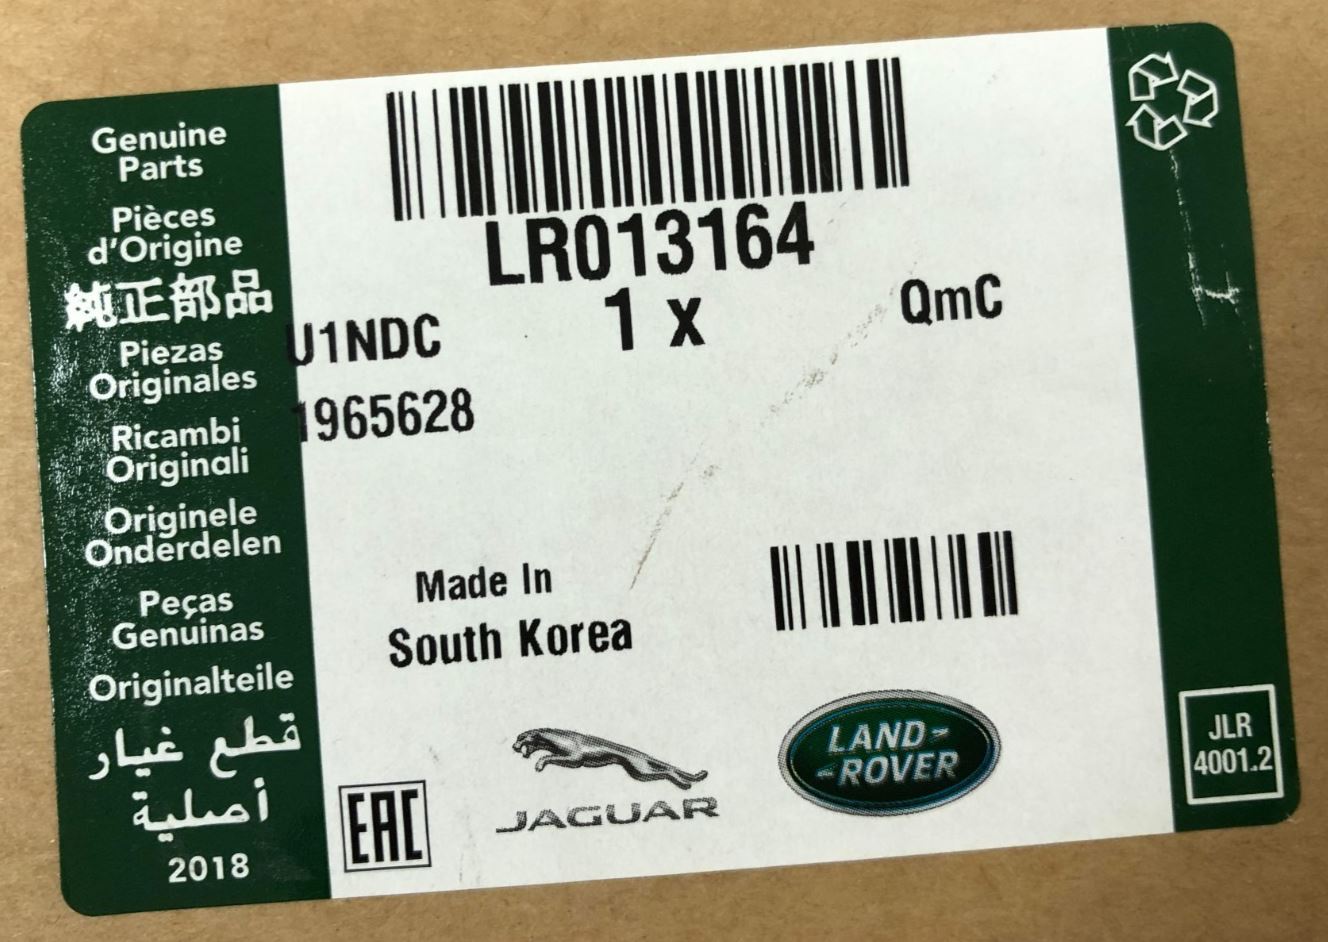 Genuine
Parts
Pièces
d'Origine
純正部品
Piezas
Originales
Ricambi
Originali
Originele
Onderdelen
Peças
Genuinas
Originalteile
قطع غيار
أصلية
2018
LR013164
1 x
QmC
U1NDC
1965628
Made In
South Korea
EAC
JAGUAR
LAND-
-ROVER
JLR
4001.2